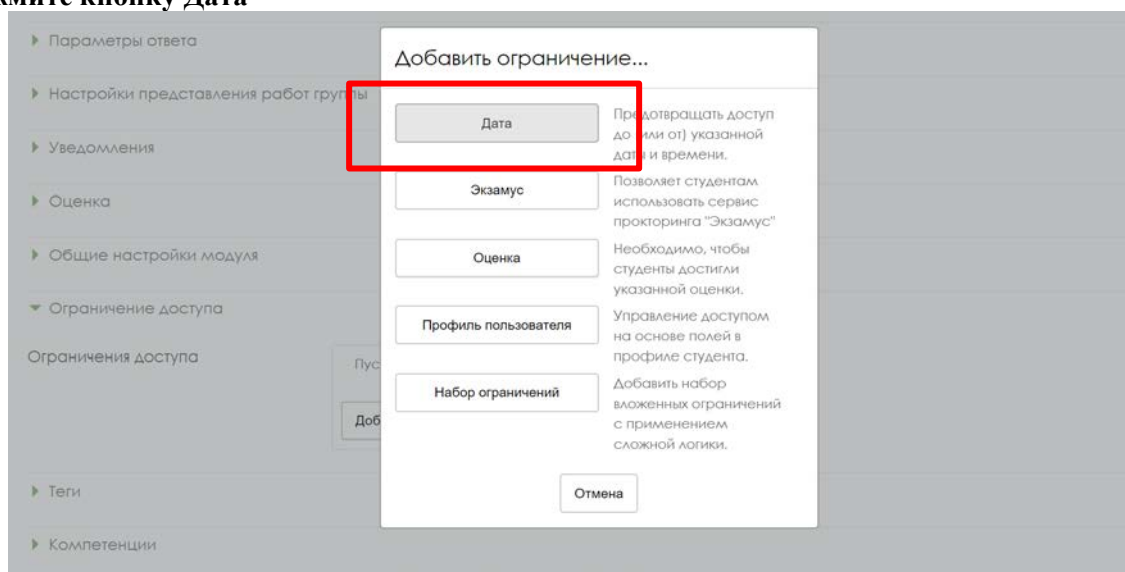 кнопку Дата
Параметры ответа
Настройки представления работ группы
Уведомления
Оценка
Общие настройки модуля
Ограничение доступа
Ограничения доступа
Пус
Доб
Теги
Компетенции
Добавить ограничение...
Дата
Предотвращать доступ
до (или от) указанной
даты и времени.
Экзамус
Позволяет студентам
использовать сервис
прокторинга "Экзамус"
Оценка
Необходимо, чтобы
студенты достигли
указанной оценки.
Профиль пользователя
Управление доступом
на основе полей в
профиле студента.
Набор ограничений
Добавить набор
вложенных ограничений
с применением
сложной логики.
Отмена